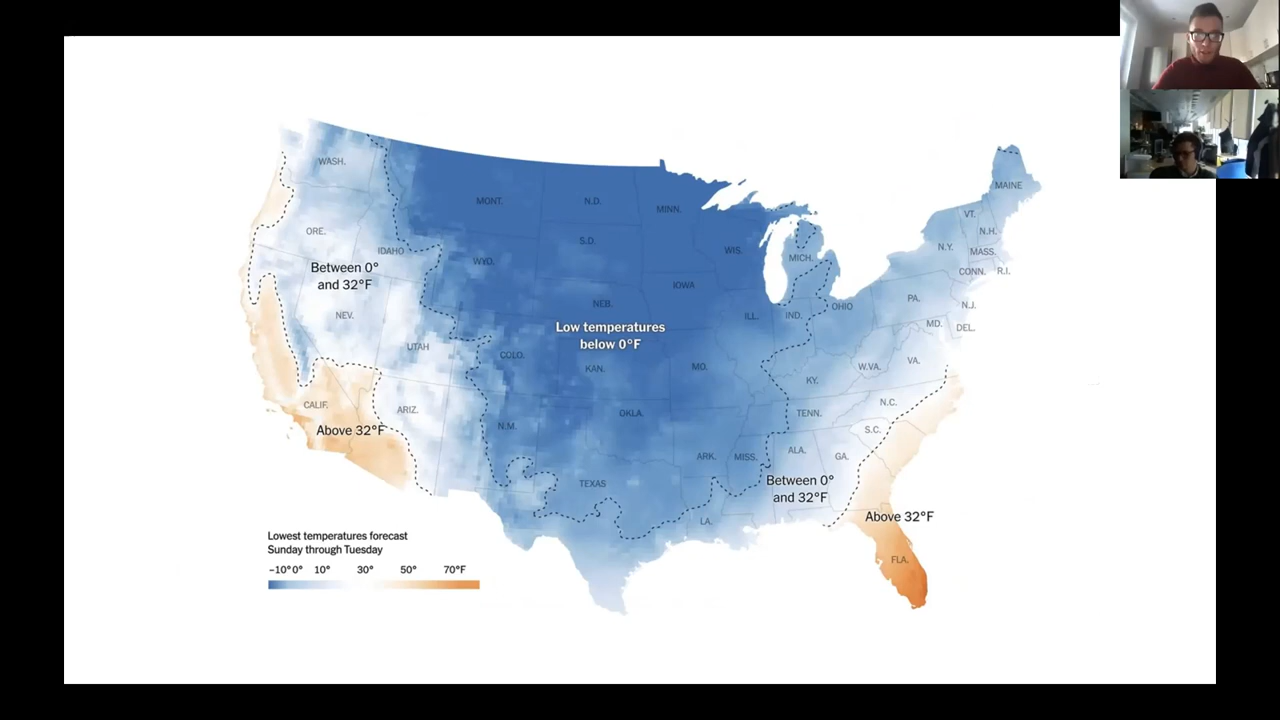 WASH.
MONT.
N.D.
MINN.
MAINE
VT.
ORE.
IDAHO
S.D.
WIS.
N.Y.
N.H.
MASS.
WYD.
MICH.
CONN.
R.I.
Between 0°
and 32°F
IOWA
NEB.
NEV.
ILL.
IND.
OHIO
PA.
N.J.
MD.
DEL.
Low temperatures
below 0°F
UTAH
COLO.
KAN.
MO.
KY.
W.VA.
VA.
CALIF.
ARIZ.
N.M.
OKLA.
TENN.
N.C.
Above 32°F
ARK.
MISS.
ALA.
GA.
S.C.
TEXAS
LA.
Between 0°
and 32°F
Above 32°F
FLA.
Lowest temperatures forecast
Sunday through Tuesday
−10° 0° 10° 30° 50° 70°F